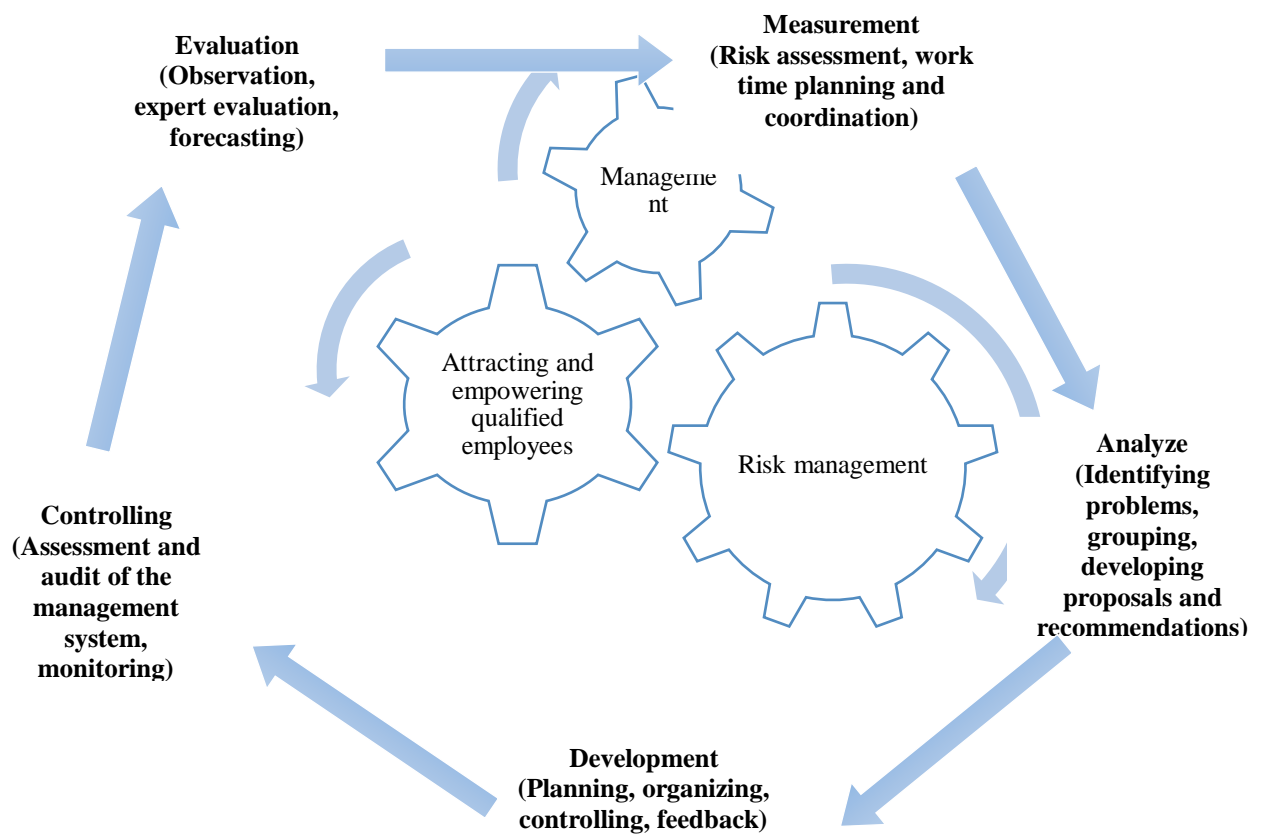 Evaluation
(Observation,
expert evaluation,
forecasting)
Measurement
(Risk assessment, work
time planning and
coordination)
Manageme
nt
Attracting and
empowering
qualified
employees
Risk management
Analyze
(Identifying
problems,
grouping,
developing
proposals and
recommendations)
Controlling
(Assessment and
audit of the
management
system,
monitoring)
Development
(Planning, organizing,
controlling, feedback)